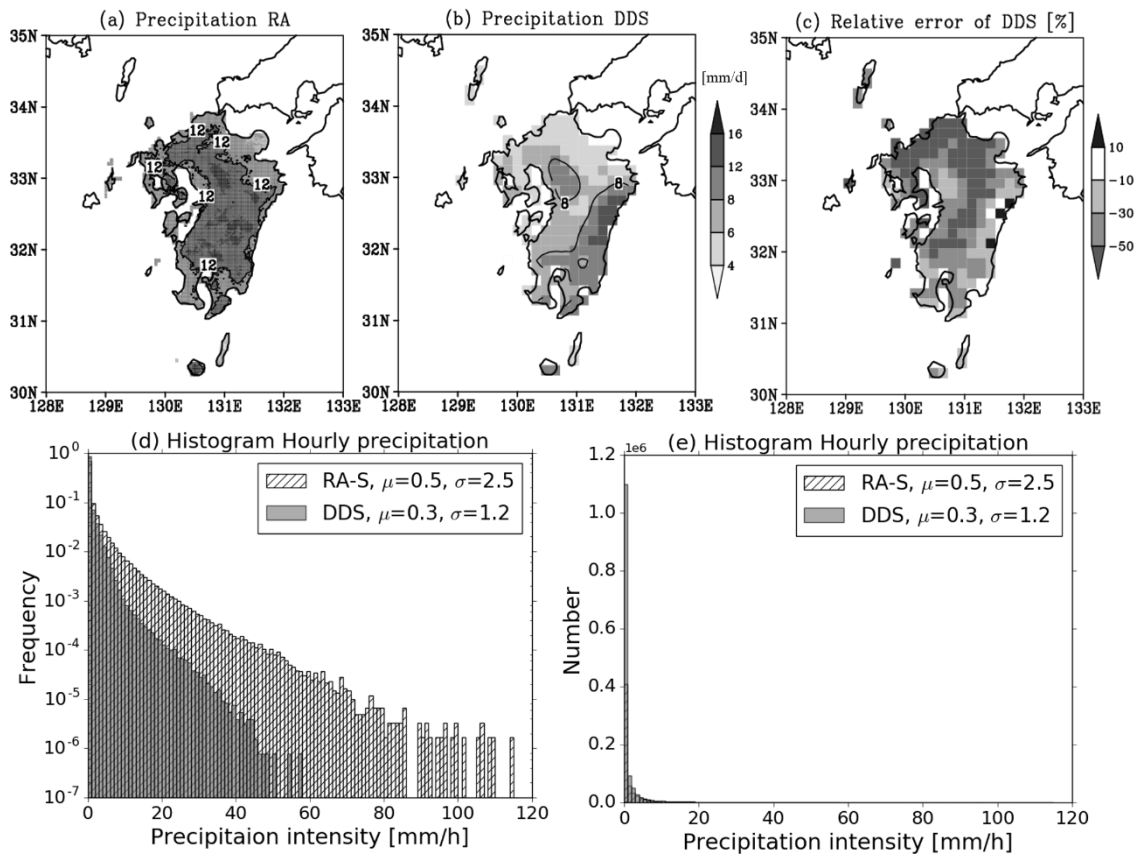 (a) Precipitation RA
(b) Precipitation DDS
(c) Relative error of DDS [%]
35N
34N
33N
32N
31N
30N
128E 129E 130E 131E 132E 133E
12
12
12
12
12
12
35N
34N
33N
32N
31N
30N
128E 129E 130E 131E 132E 133E
8
8
[mm/d]
16
12
8
6
4
35N
34N
33N
32N
31N
30N
128E 129E 130E 131E 132E 133E
10
-10
-30
-50
(d) Histogram Hourly precipitation
RA-S, μ=0.5, σ=2.5
DDS, μ=0.3, σ=1.2
Frequency
10^0
10^-1
10^-2
10^-3
10^-4
10^-5
10^-6
10^-7
0 20 40 60 80 100 120
Precipitaion intensity [mm/h]
(e) Histogram Hourly precipitation
1e6
RA-S, μ=0.5, σ=2.5
DDS, μ=0.3, σ=1.2
Number
1.2
1.0
0.8
0.6
0.4
0.2
0.0
0 20 40 60 80 100 120
Precipitation intensity [mm/h]